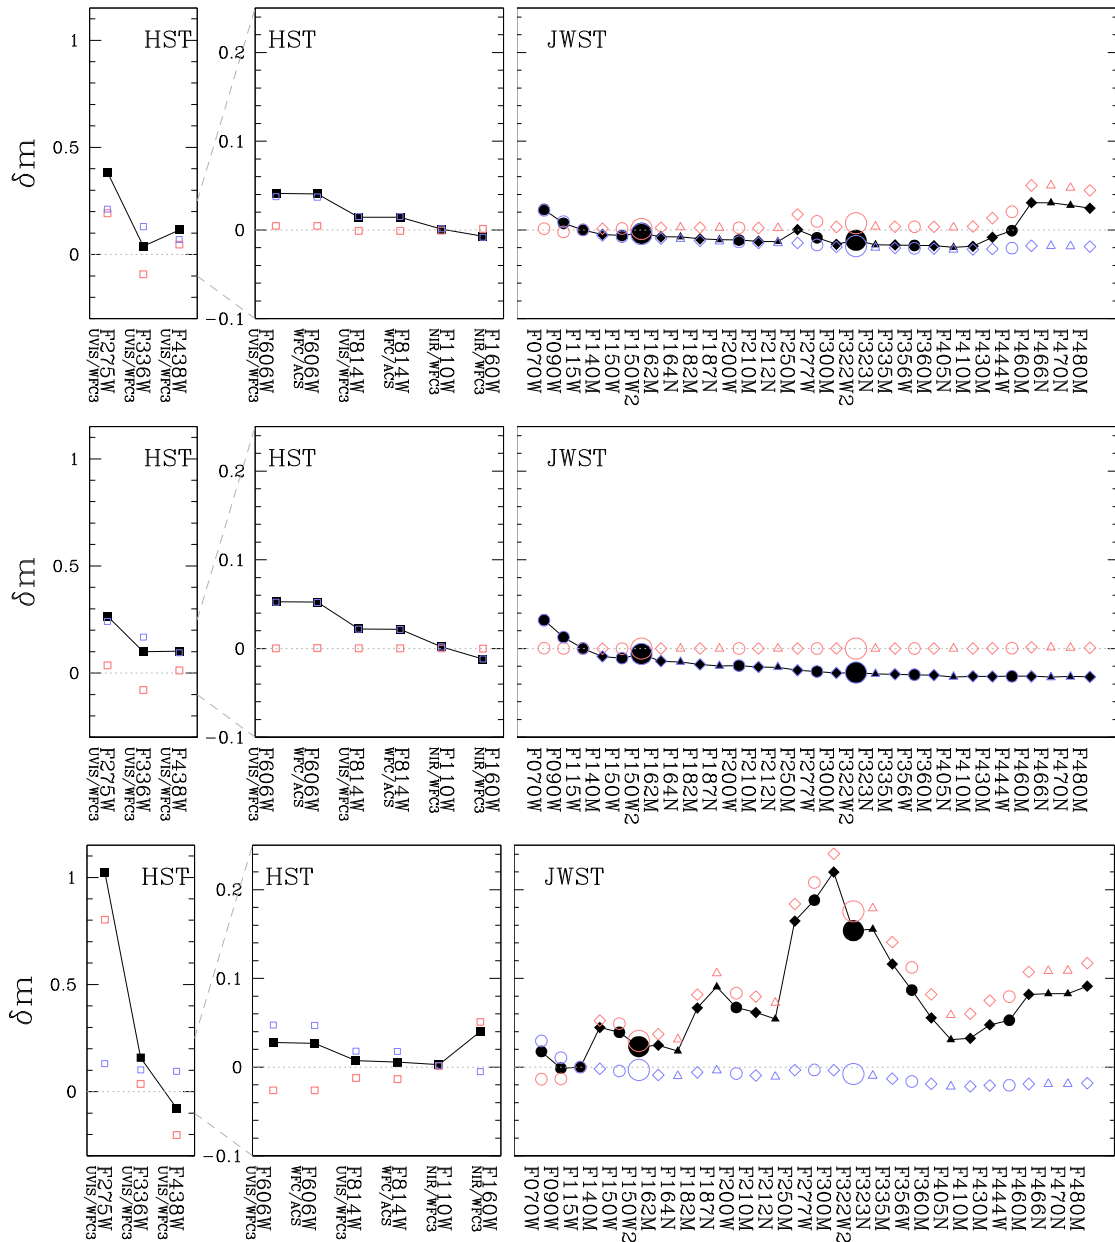 HST
HST
JWST
δm
1
0.5
0
0.2
0.1
0
−0.1
F275W
UVIS/WFC3
F336W
UVIS/WFC3
F438W
UVIS/WFC3
F606W
UVIS/WFC3
F606W
WFC/ACS
F814W
UVIS/WFC3
F814W
WFC/ACS
F110W
NIR/WFC3
F160W
NIR/WFC3
F070W
F090W
F115W
F140M
F150W
F150W2
F162M
F164N
F182M
F187N
F200W
F210M
F212N
F250M
F277W
F300M
F322W2
F323N
F335M
F356W
F360M
F405N
F410M
F430M
F444W
F460M
F466N
F470N
F480M
HST
HST
JWST
δm
1
0.5
0
0.2
0.1
0
−0.1
F275W
UVIS/WFC3
F336W
UVIS/WFC3
F438W
UVIS/WFC3
F606W
UVIS/WFC3
F606W
WFC/ACS
F814W
UVIS/WFC3
F814W
WFC/ACS
F110W
NIR/WFC3
F160W
NIR/WFC3
F070W
F090W
F115W
F140M
F150W
F150W2
F162M
F164N
F182M
F187N
F200W
F210M
F212N
F250M
F277W
F300M
F322W2
F323N
F335M
F356W
F360M
F405N
F410M
F430M
F444W
F460M
F466N
F470N
F480M
HST
HST
JWST
δm
1
0.5
0
0.2
0.1
0
−0.1
F275W
UVIS/WFC3
F336W
UVIS/WFC3
F438W
UVIS/WFC3
F606W
UVIS/WFC3
F606W
WFC/ACS
F814W
UVIS/WFC3
F814W
WFC/ACS
F110W
NIR/WFC3
F160W
NIR/WFC3
F070W
F090W
F115W
F140M
F150W
F150W2
F162M
F164N
F182M
F187N
F200W
F210M
F212N
F250M
F277W
F300M
F322W2
F323N
F335M
F356W
F360M
F405N
F410M
F430M
F444W
F460M
F466N
F470N
F480M